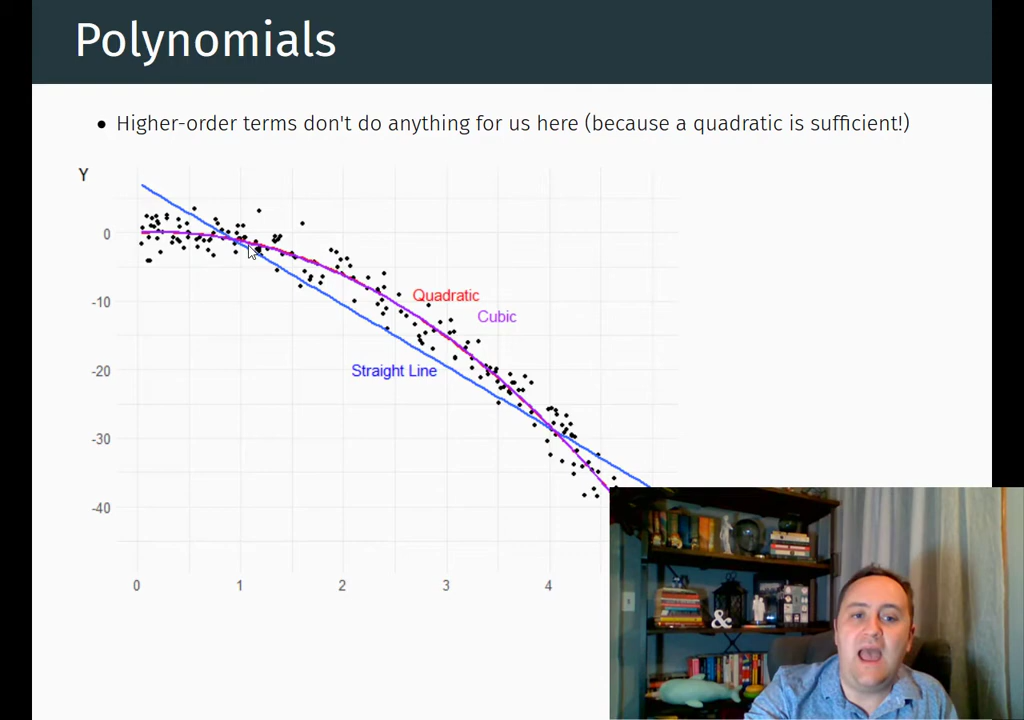 Polynomials
• Higher-order terms don't do anything for us here (because a quadratic is sufficient!)
Y
0
-10
Quadratic
Cubic
-20
Straight Line
-30
-40
0 1 2 3 4
&